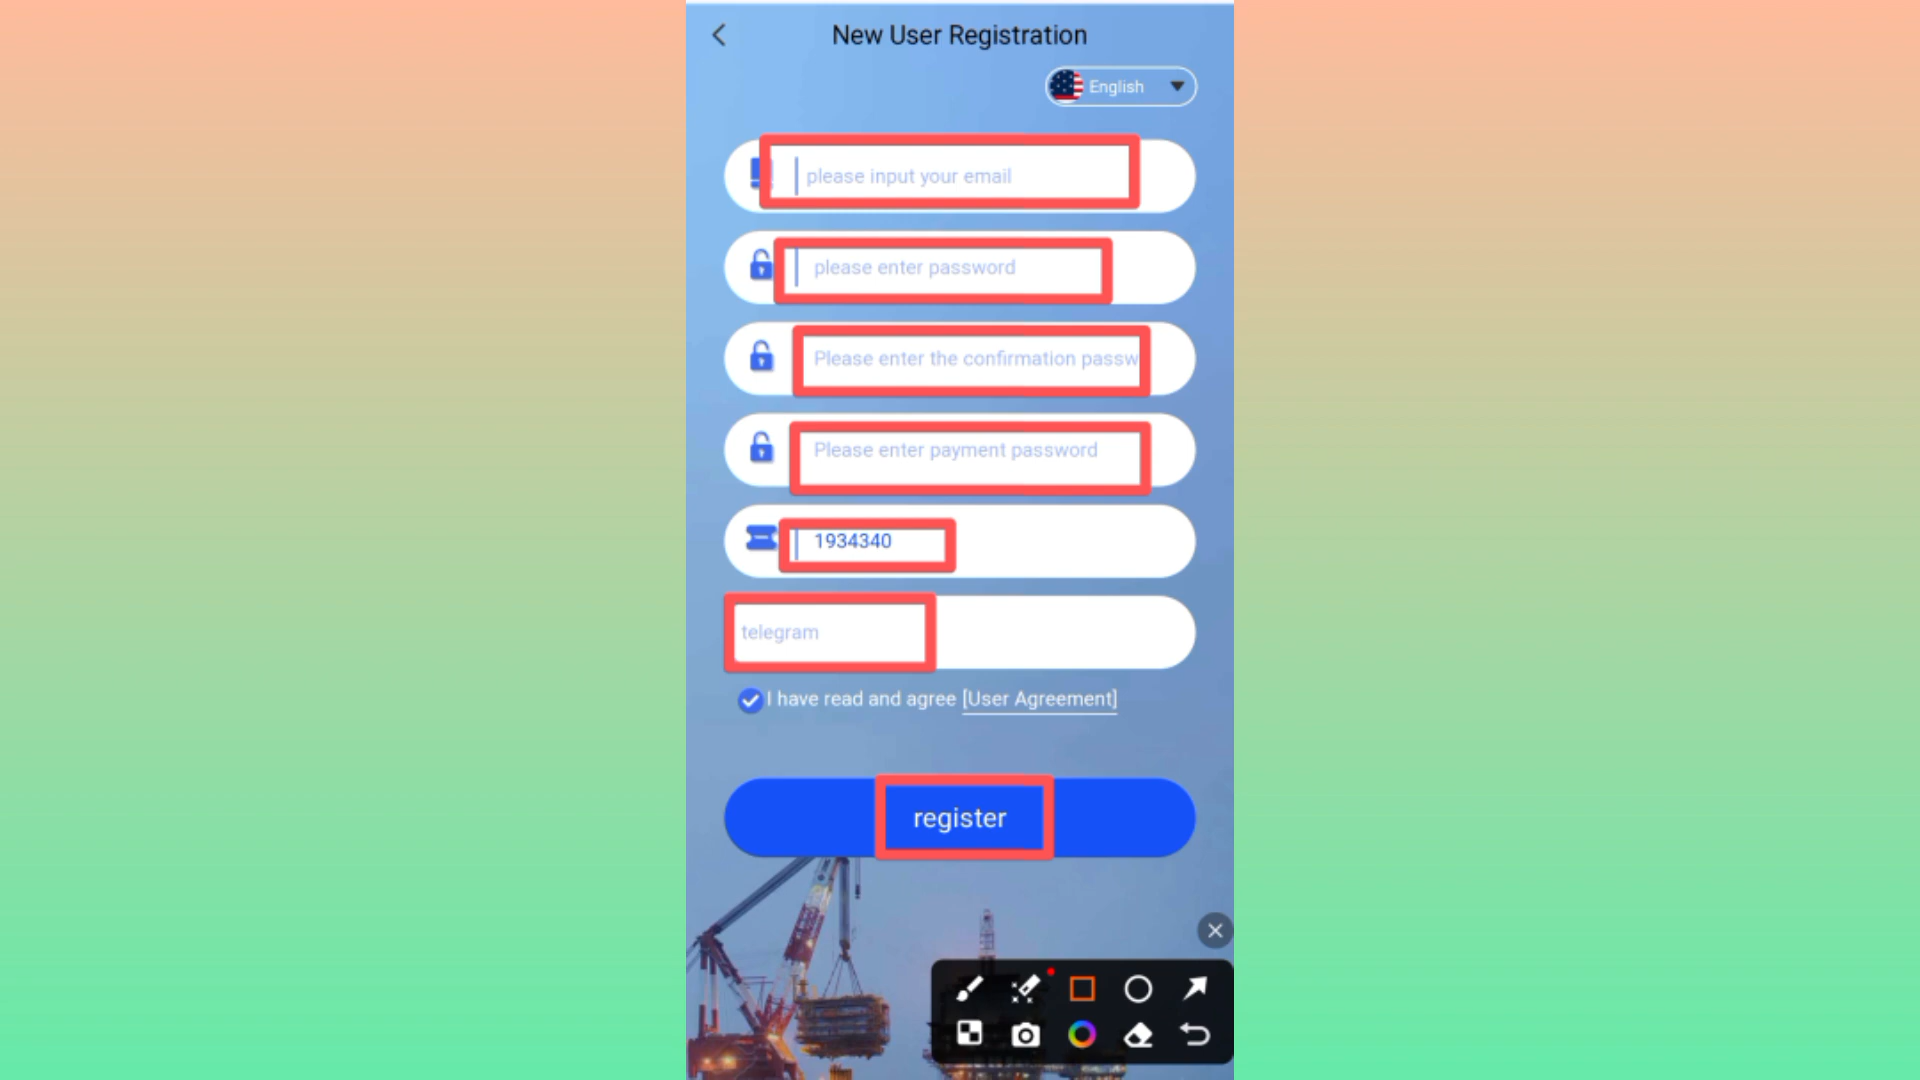 New User Registration
English
please input your email
please enter password
Please enter the confirmation passw
Please enter payment password
1934340
telegram
I have read and agree [User Agreement]
register